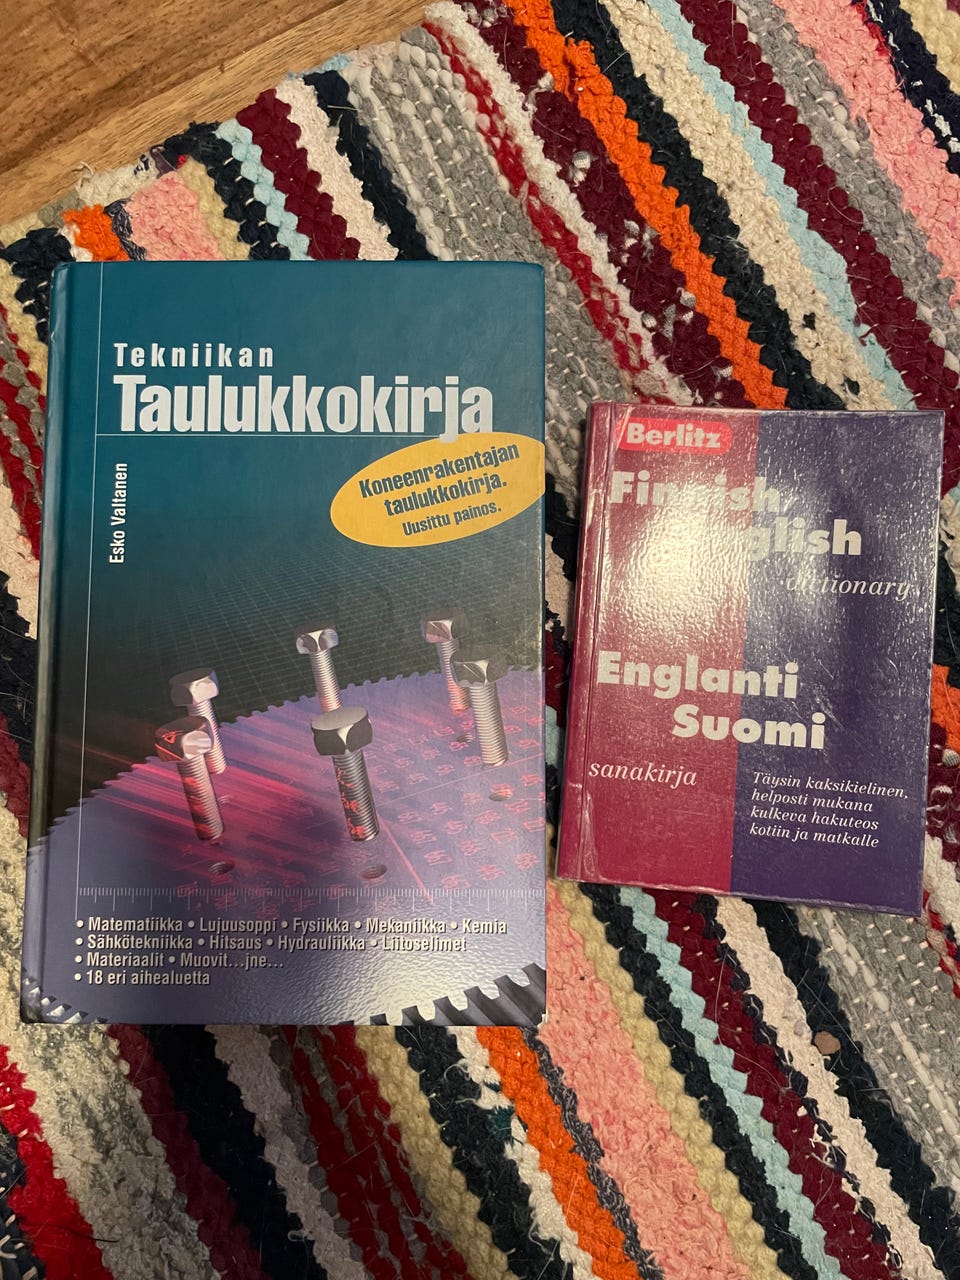 Tekniikan
Taulukkokirja
Esko Valtanen
Koneenrakentajan
taulukkokirja.
Uusittu painos.
• Matematiikka • Lujuusoppi • Fysiikka • Mekaniikka • Kemia
• Sähkötekniikka • Hitsaus • Hydrauliikka • Liitoselimet
• Materiaalit • Muovit...jne...
• 18 eri aihealuetta
Berlitz
Finnish
English
dictionary
Englanti
Suomi
sanakirja
Täysin kaksikielinen,
helposti mukana
kulkeva hakuteos
kotiin ja matkalle